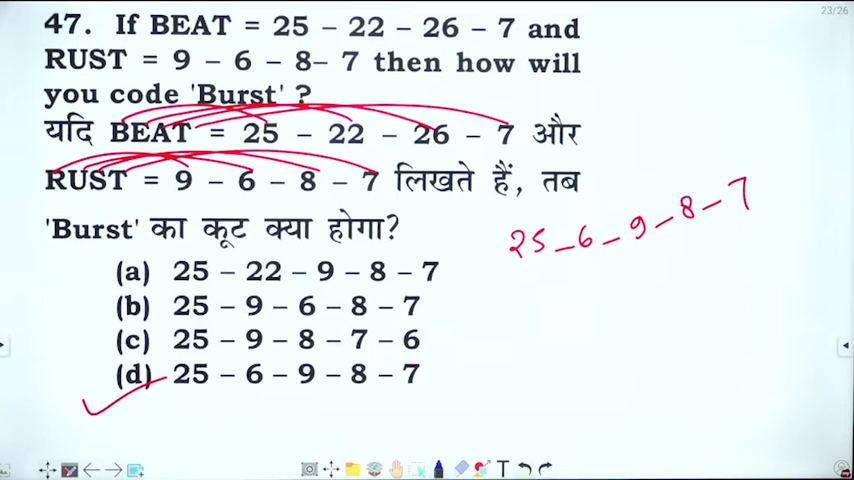 23/26
47. If BEAT = 25 – 22 – 26 – 7 and
RUST = 9 – 6 – 8– 7 then how will
you code 'Burst' ?
यदि BEAT = 25 – 22 – 26 – 7 और
RUST = 9 – 6 – 8 – 7 लिखते हैं, तब
'Burst' का कूट क्या होगा?
25 – 6 – 9 – 8 – 7
(a) 25 – 22 – 9 – 8 – 7
(b) 25 – 9 – 6 – 8 – 7
(c) 25 – 9 – 8 – 7 – 6
(d) 25 – 6 – 9 – 8 – 7